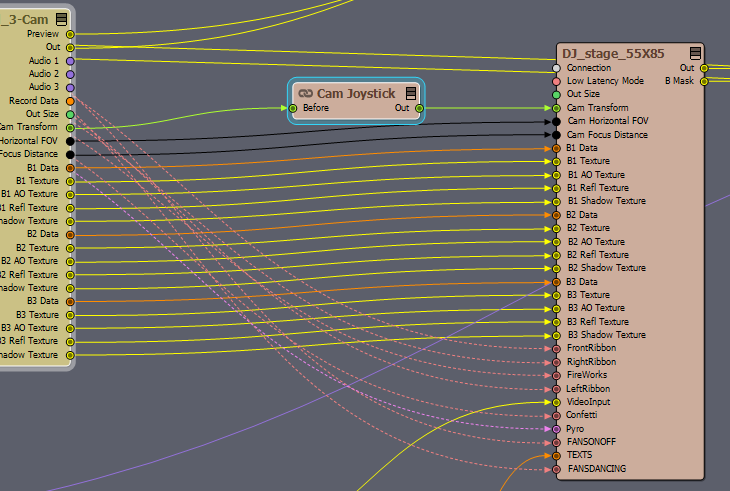 _3-Cam
Preview
Out
Audio 1
Audio 2
Audio 3
Record Data
Out Size
Cam Transform
Horizontal FOV
Focus Distance
B1 Data
B1 Texture
B1 AO Texture
B1 Refl Texture
Shadow Texture
B2 Data
B2 Texture
B2 AO Texture
B2 Refl Texture
Shadow Texture
B3 Data
B3 Texture
B3 AO Texture
B3 Refl Texture
Shadow Texture
Cam Joystick
Before Out
DJ_stage_55X85
Connection Out
Low Latency Mode B Mask
Out Size
Cam Transform
Cam Horizontal FOV
Cam Focus Distance
B1 Data
B1 Texture
B1 AO Texture
B1 Refl Texture
B1 Shadow Texture
B2 Data
B2 Texture
B2 AO Texture
B2 Refl Texture
B2 Shadow Texture
B3 Data
B3 Texture
B3 AO Texture
B3 Refl Texture
B3 Shadow Texture
FrontRibbon
RightRibbon
FireWorks
LeftRibbon
VideoInput
Confetti
Pyro
FANSONOFF
TEXTS
FANSDANCING